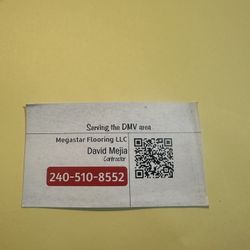 Serving the DMV area
Megastar Flooring LLC
David Mejia
Contractor
240-510-8552